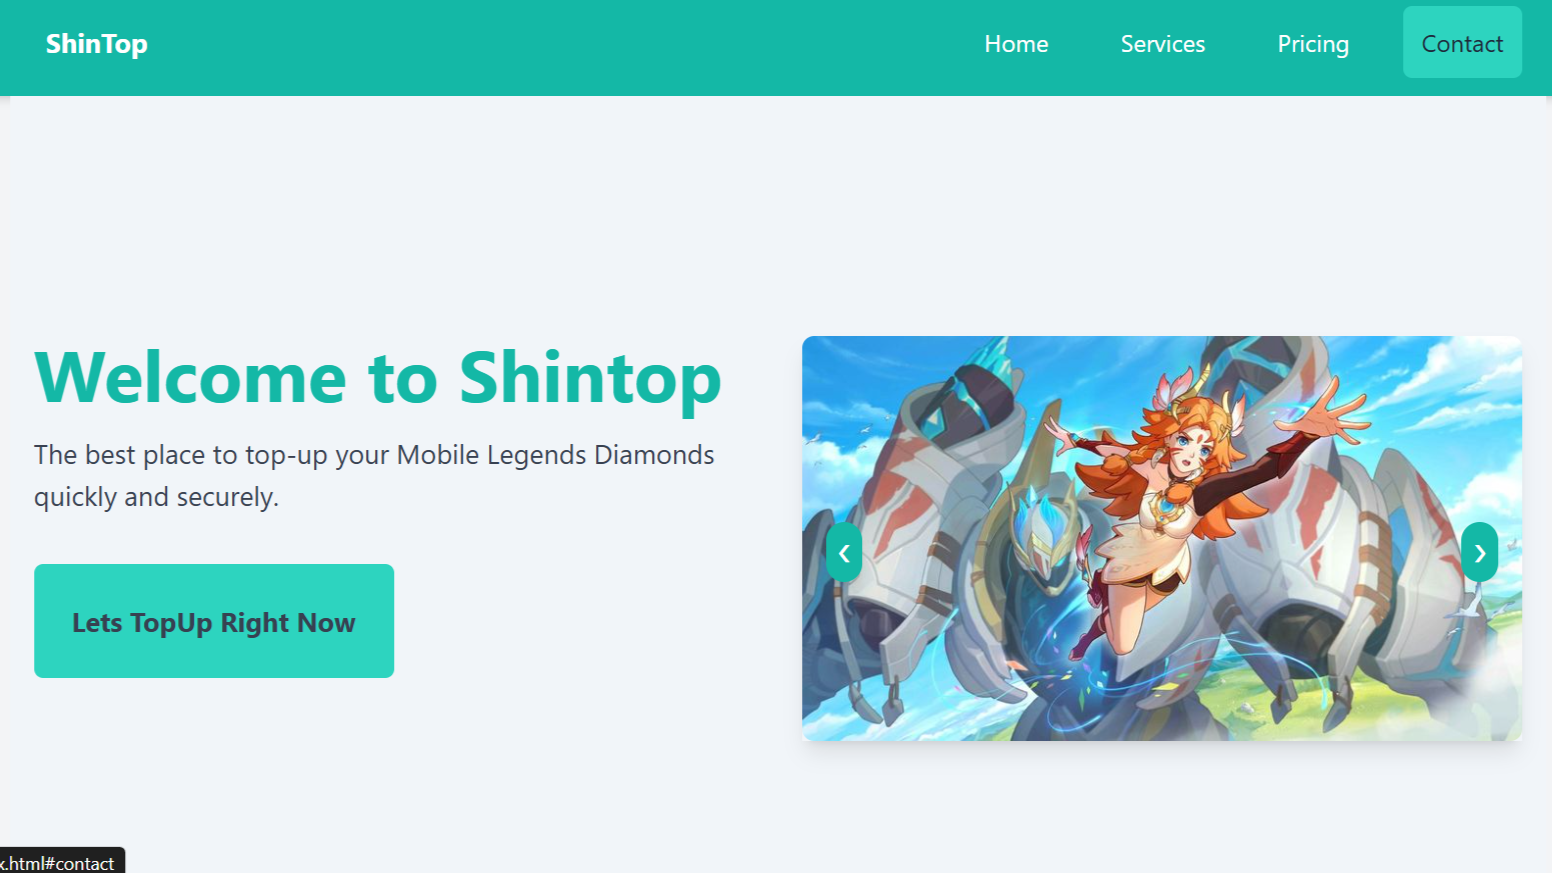 ShinTop
Home
Services
Pricing
Contact
Welcome to Shintop
The best place to top-up your Mobile Legends Diamonds
quickly and securely.
Lets TopUp Right Now
❮
❯
x.html#contact